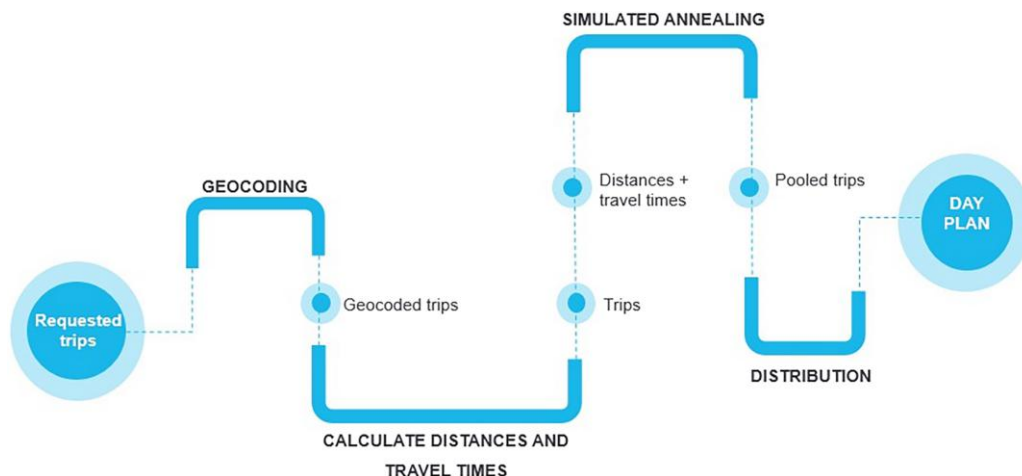 SIMULATED ANNEALING
GEOCODING
Distances +
travel times
Pooled trips
DAY
PLAN
Requested
trips
Geocoded trips
Trips
DISTRIBUTION
CALCULATE DISTANCES AND
TRAVEL TIMES